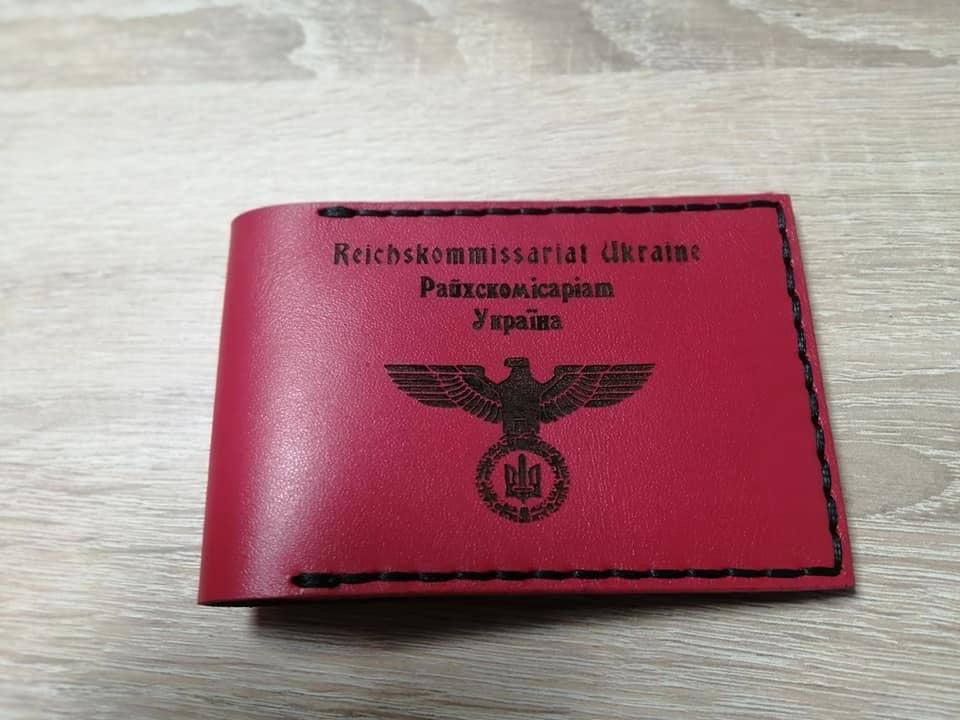 Reichskommissariat Ukraine
Райхскомісаріат
Україна